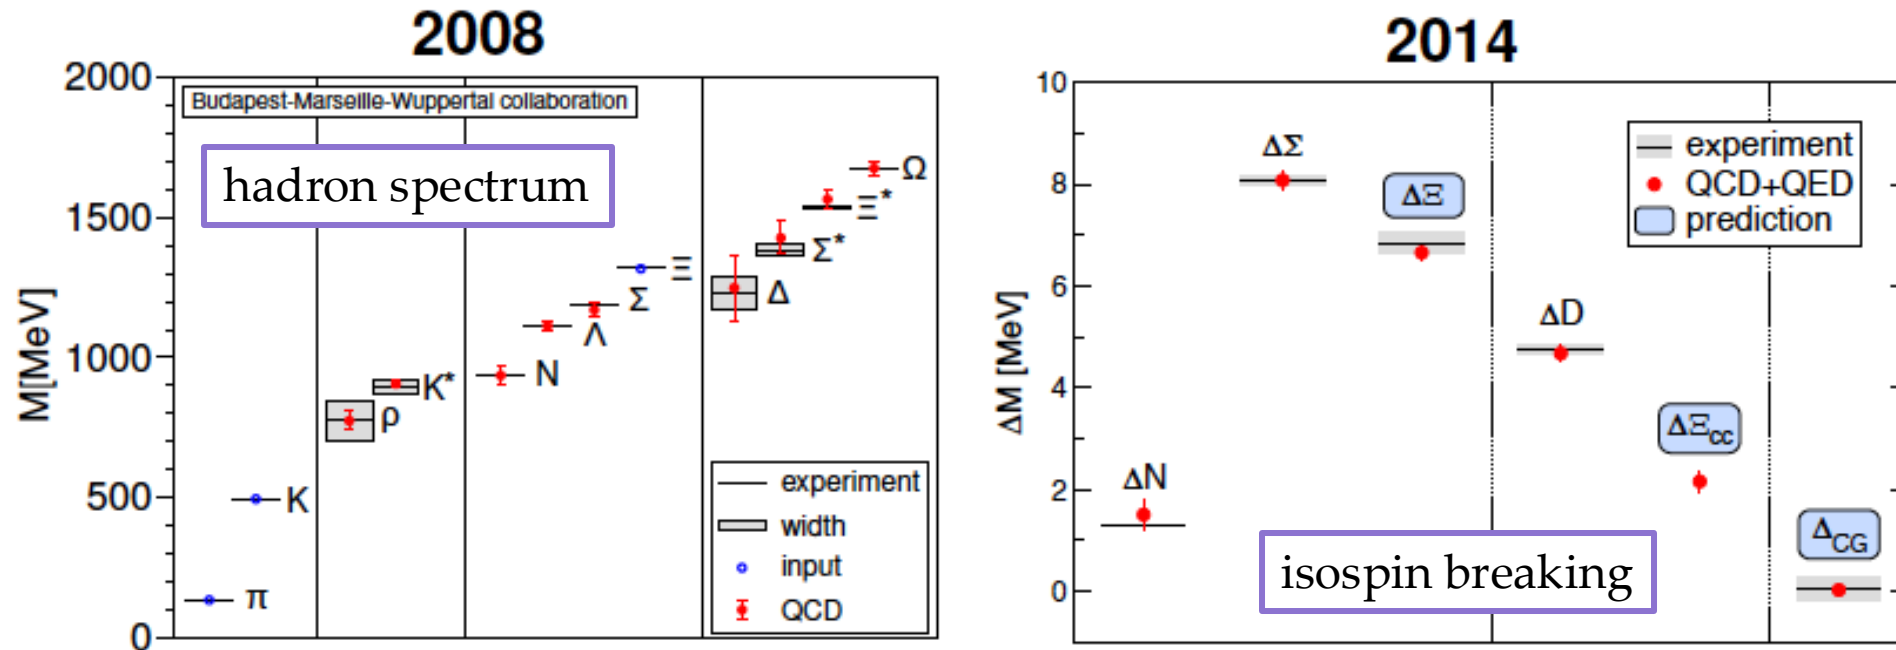 2008
2000
1500
1000
500
0
M[MeV]
Budapest-Marseille-Wuppertal collaboration
hadron spectrum
π
K
ρ
K*
N
Λ
Σ
Ξ
Δ
Σ*
Ξ*
Ω
experiment
width
input
QCD
2014
10
8
6
4
2
0
ΔM [MeV]
ΔN
ΔΣ
ΔΞ
ΔD
ΔΞcc
ΔCG
experiment
QCD+QED
prediction
isospin breaking